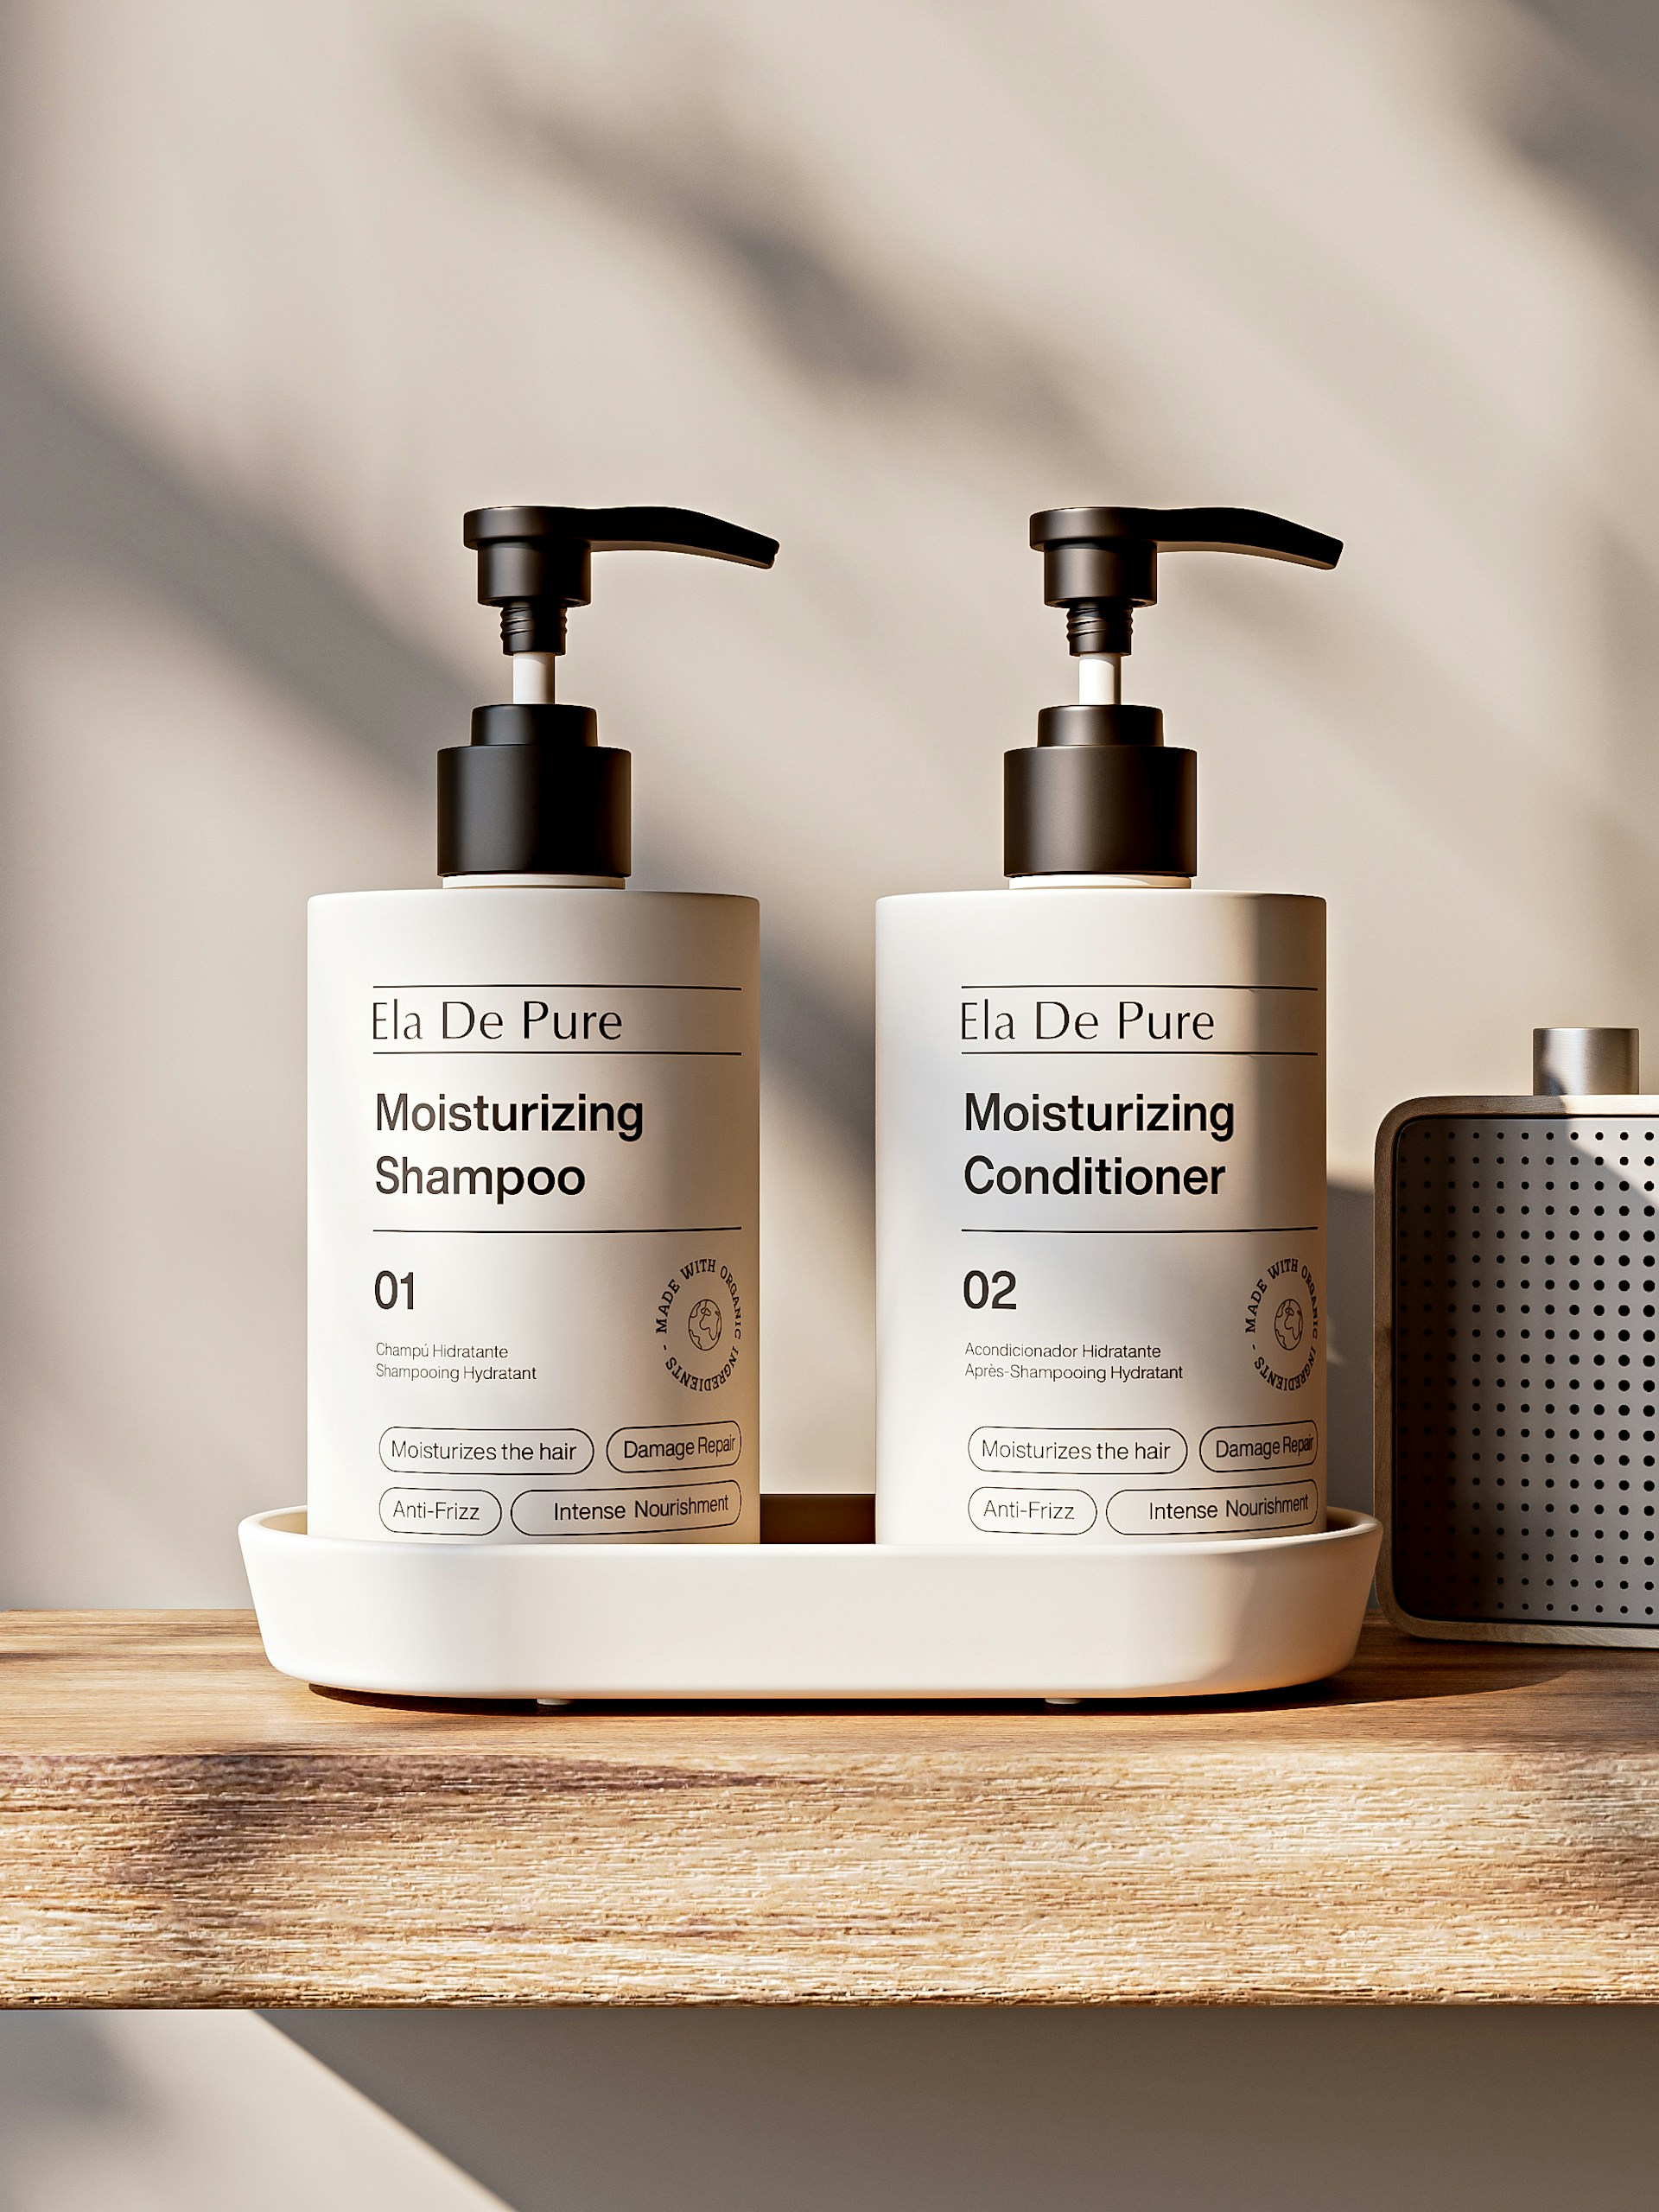 Ela De Pure
Moisturizing
Shampoo
01
MADE WITH ORGANIC INGREDIENTS -
Champú Hidratante
Shampooing Hydratant
Moisturizes the hair
Damage Repair
Anti-Frizz
Intense Nourishment
Ela De Pure
Moisturizing
Conditioner
02
MADE WITH ORGANIC INGREDIENTS -
Acondicionador Hidratante
Après-Shampooing Hydratant
Moisturizes the hair
Damage Repair
Anti-Frizz
Intense Nourishment